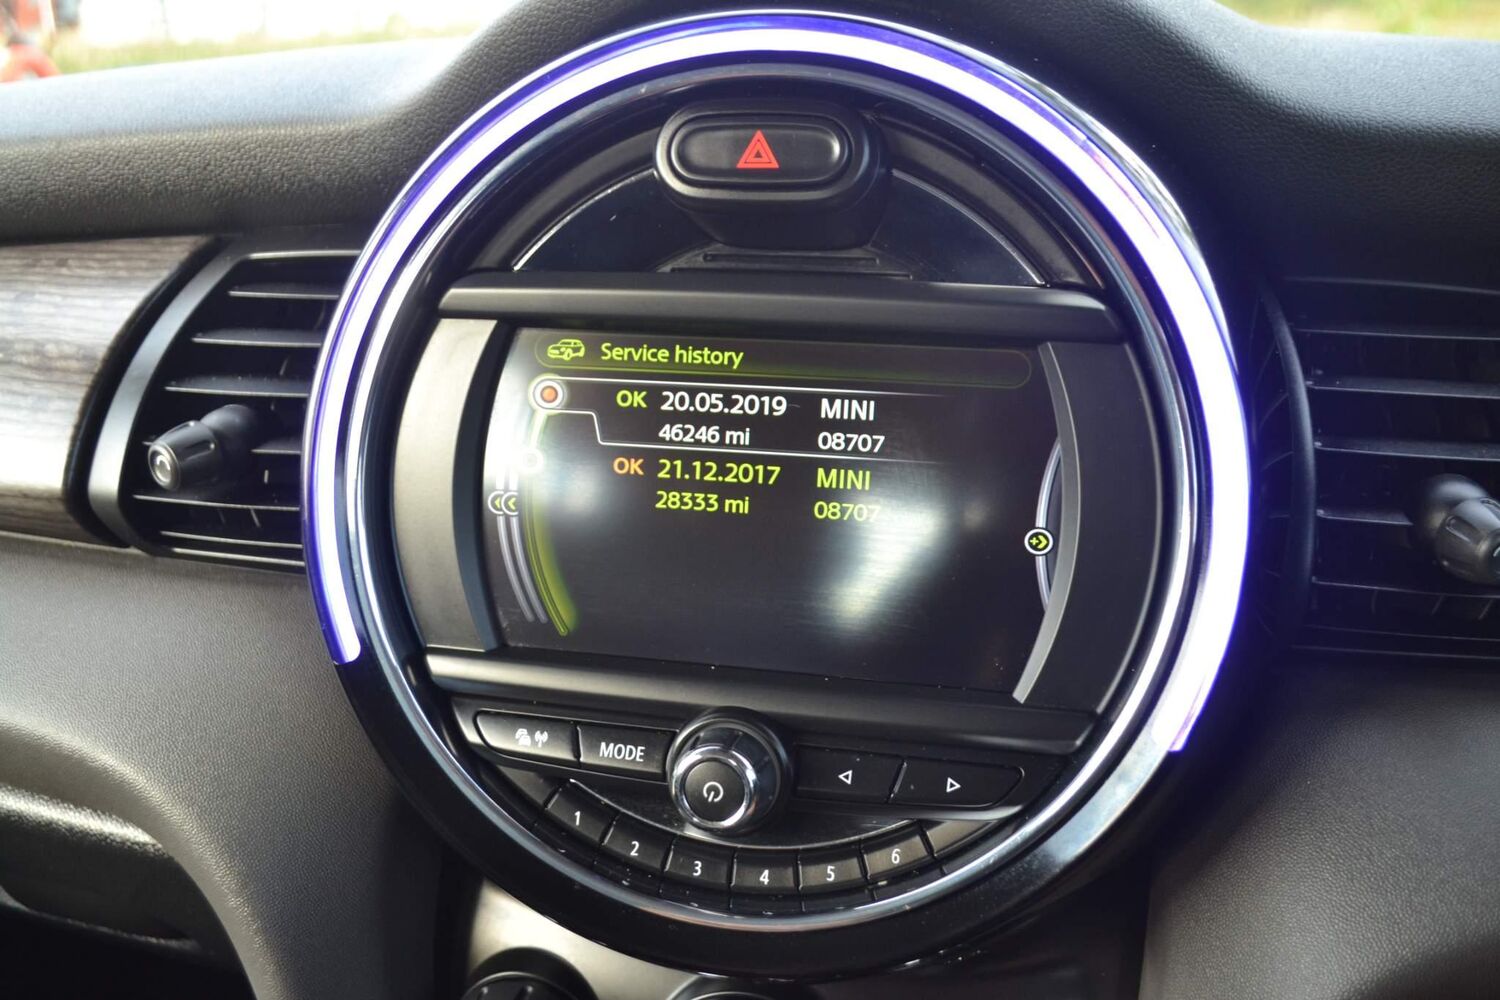 Service history
OK 20.05.2019 MINI
46246 mi 08707
OK 21.12.2017 MINI
28333 mi 08707
MODE
1 2 3 4 5 6